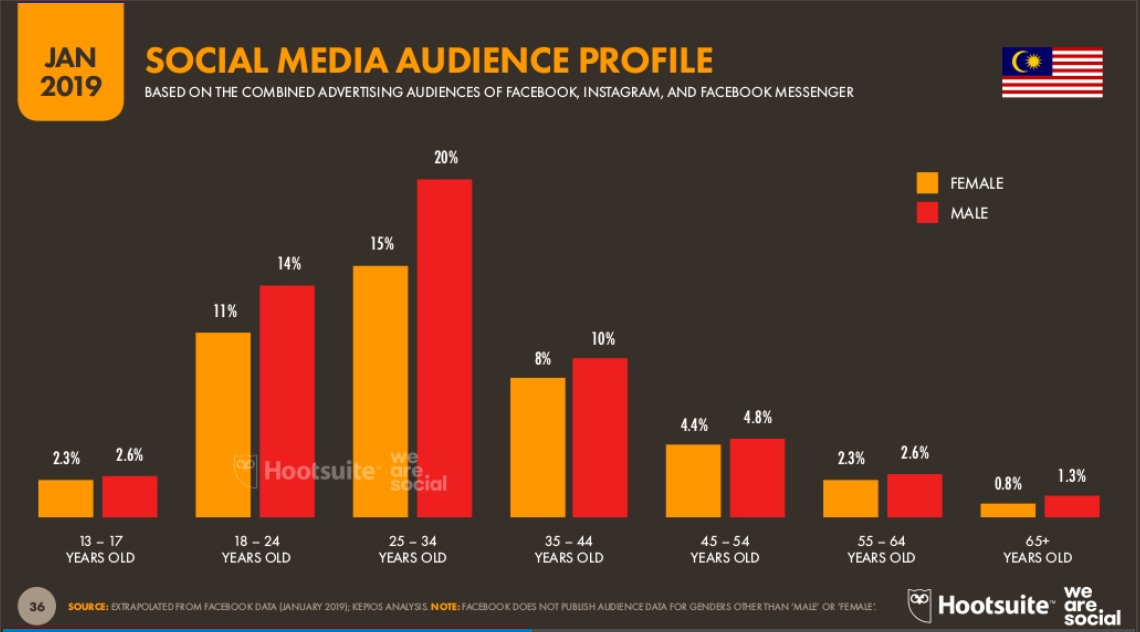 JAN
2019
SOCIAL MEDIA AUDIENCE PROFILE
BASED ON THE COMBINED ADVERTISING AUDIENCES OF FACEBOOK, INSTAGRAM, AND FACEBOOK MESSENGER
FEMALE
MALE
2.3%
2.6%
11%
14%
15%
20%
8%
10%
4.4%
4.8%
2.3%
2.6%
0.8%
1.3%
Hootsuite™
we
are
social
13 – 17
YEARS OLD
18 – 24
YEARS OLD
25 – 34
YEARS OLD
35 – 44
YEARS OLD
45 – 54
YEARS OLD
55 – 64
YEARS OLD
65+
YEARS OLD
36
SOURCE: EXTRAPOLATED FROM FACEBOOK DATA (JANUARY 2019); KEPIOS ANALYSIS. NOTE: FACEBOOK DOES NOT PUBLISH AUDIENCE DATA FOR GENDERS OTHER THAN 'MALE' OR 'FEMALE'.
Hootsuite™
we
are
social